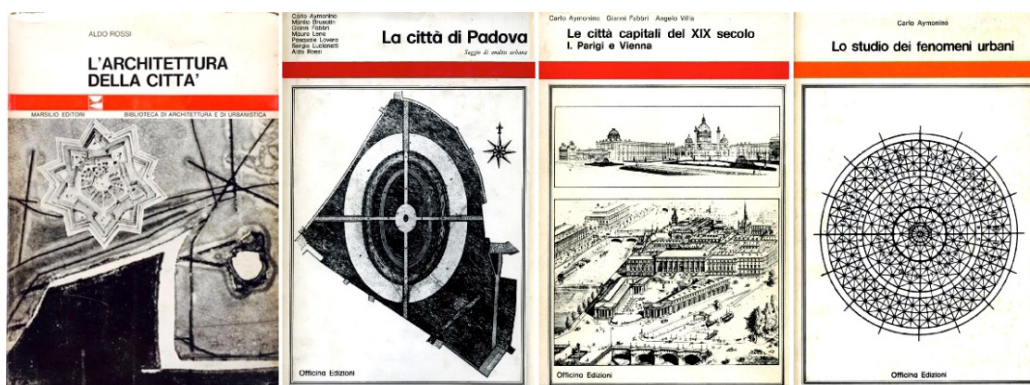 ALDO ROSSI
L'ARCHITETTURA
DELLA CITTA'
MARSILIO EDITORI
BIBLIOTECA DI ARCHITETTURA E DI URBANISTICA
Carlo Aymonino
Manlio Brusatin
Gianni Fabbri
Mauro Lena
Pasquale Lovero
Sergio Lucianetti
Aldo Rossi
La città di Padova
Saggio di analisi urbana
Officina Edizioni
Carlo Aymonino Gianni Fabbri Angelo Villa
Le città capitali del XIX secolo
I. Parigi e Vienna
Officina Edizioni
Carlo Aymonino
Lo studio dei fenomeni urbani
Officina Edizioni